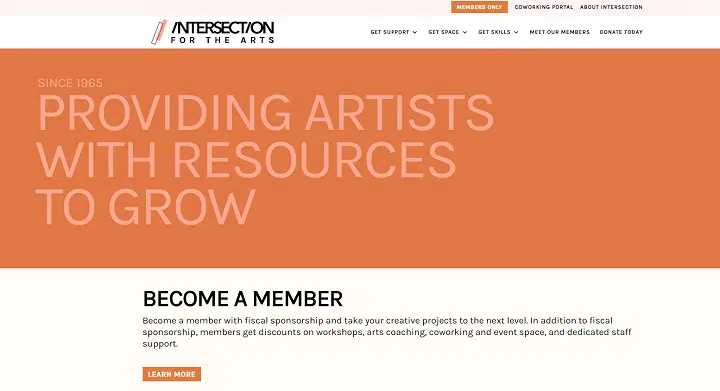 MEMBERS ONLY COWORKING PORTAL ABOUT INTERSECTION
INTERSECTION
FOR THE ARTS
GET SUPPORT GET SPACE GET SKILLS MEET OUR MEMBERS DONATE TODAY
SINCE 1965
PROVIDING ARTISTS
WITH RESOURCES
TO GROW
BECOME A MEMBER
Become a member with fiscal sponsorship and take your creative projects to the next level. In addition to fiscal
sponsorship, members get discounts on workshops, arts coaching, coworking and event space, and dedicated staff
support.
LEARN MORE